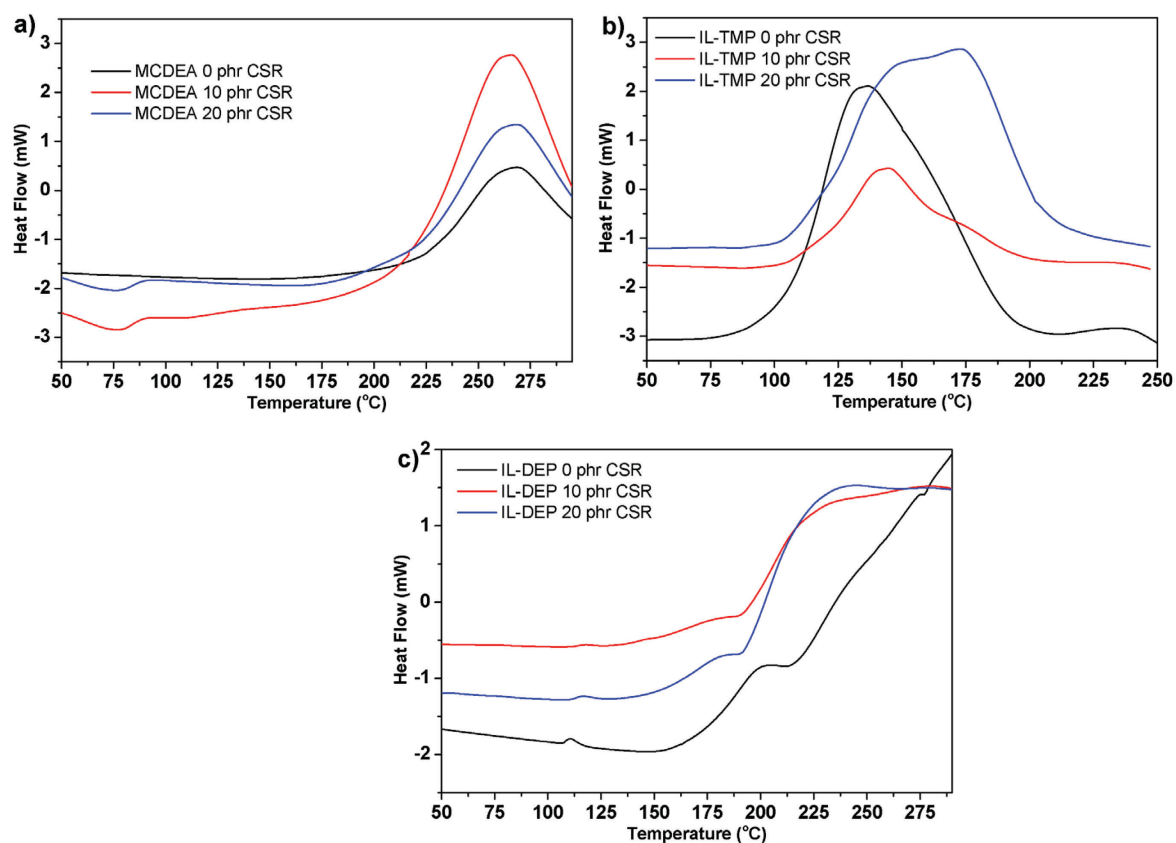 a)
MCDEA 0 phr CSR
MCDEA 10 phr CSR
MCDEA 20 phr CSR
3
2
1
0
-1
-2
-3
Heat Flow (mW)
50 75 100 125 150 175 200 225 250 275
Temperature (°C)
b)
IL-TMP 0 phr CSR
IL-TMP 10 phr CSR
IL-TMP 20 phr CSR
3
2
1
0
-1
-2
-3
Heat Flow (mW)
50 75 100 125 150 175 200 225 250
Temperature (°C)
c)
IL-DEP 0 phr CSR
IL-DEP 10 phr CSR
IL-DEP 20 phr CSR
2
1
0
-1
-2
Heat Flow (mW)
50 75 100 125 150 175 200 225 250 275
Temperature (°C)